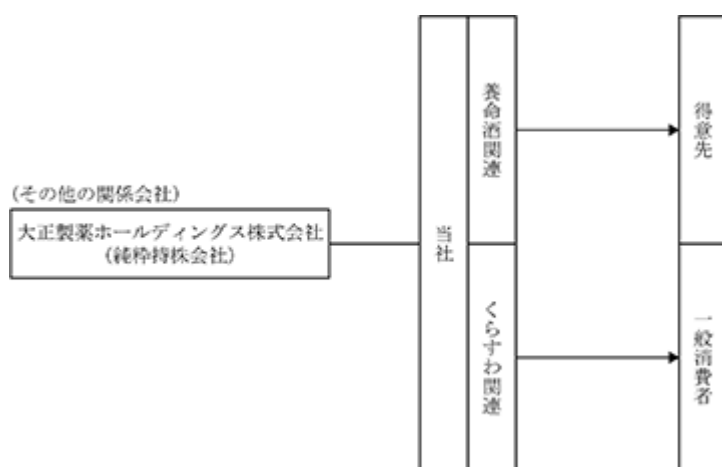 (その他の関係会社)
大正製薬ホールディングス株式会社
(純粋持株会社)
当社
養命酒関連
くらすわ関連
得意先
一般消費者